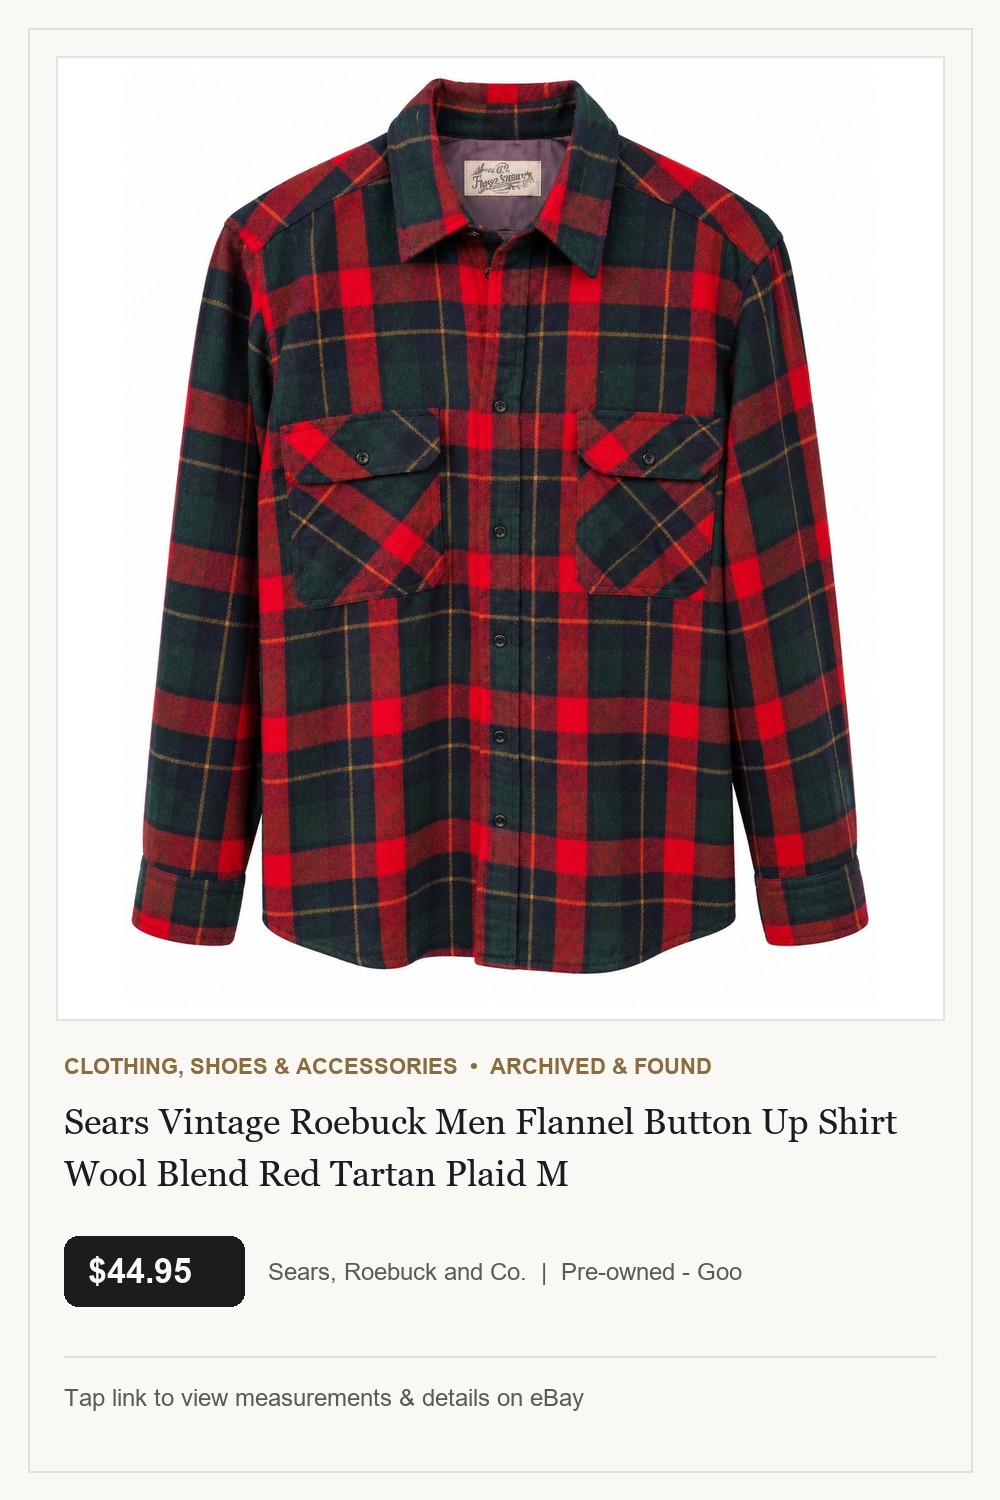 CLOTHING, SHOES & ACCESSORIES • ARCHIVED & FOUND
Sears Vintage Roebuck Men Flannel Button Up Shirt
Wool Blend Red Tartan Plaid M
$44.95
Sears, Roebuck and Co. | Pre-owned - Goo
Tap link to view measurements & details on eBay